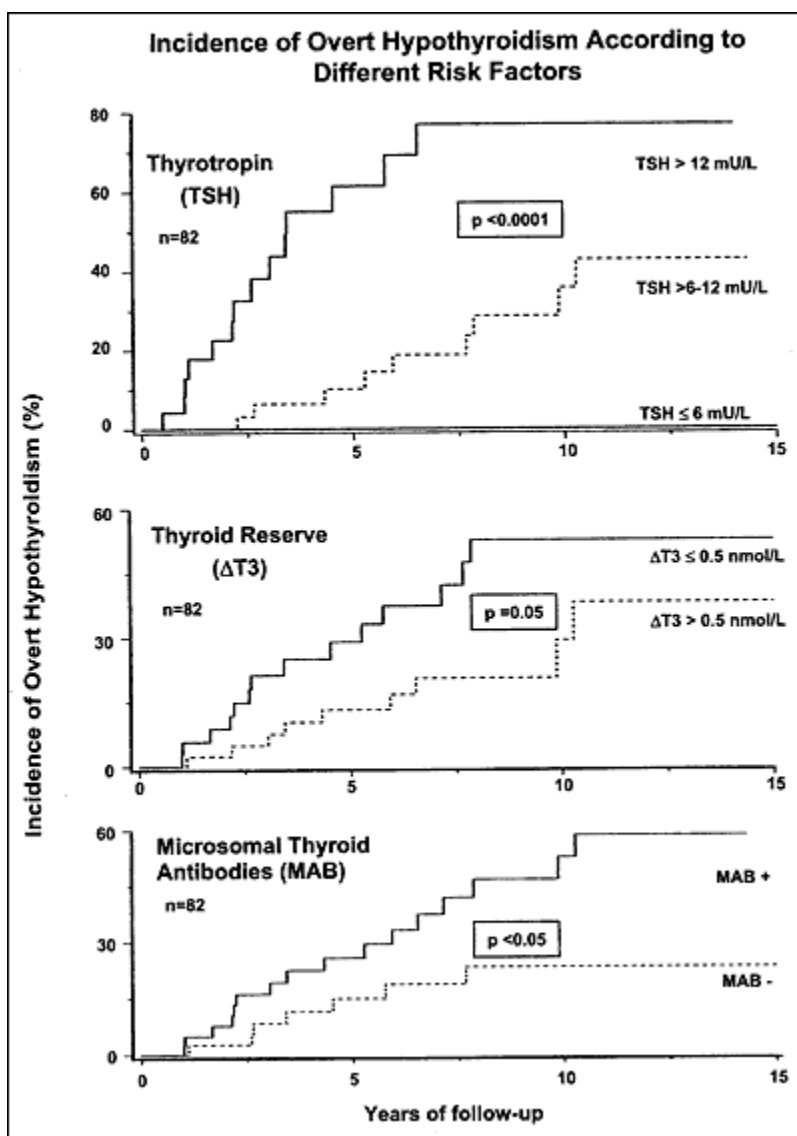 Incidence of Overt Hypothyroidism According to
Different Risk Factors
Incidence of Overt Hypothyroidism (%)
80
60
40
20
0
Thyrotropin
(TSH)
n=82
p <0.0001
TSH > 12 mU/L
TSH >6-12 mU/L
TSH ≤ 6 mU/L
0
5
10
15
60
30
0
Thyroid Reserve
(ΔT3)
n=82
p =0.05
ΔT3 ≤ 0.5 nmol/L
ΔT3 > 0.5 nmol/L
0
5
10
15
60
30
0
Microsomal Thyroid
Antibodies (MAB)
n=82
p <0.05
MAB +
MAB -
0
5
10
15
Years of follow-up